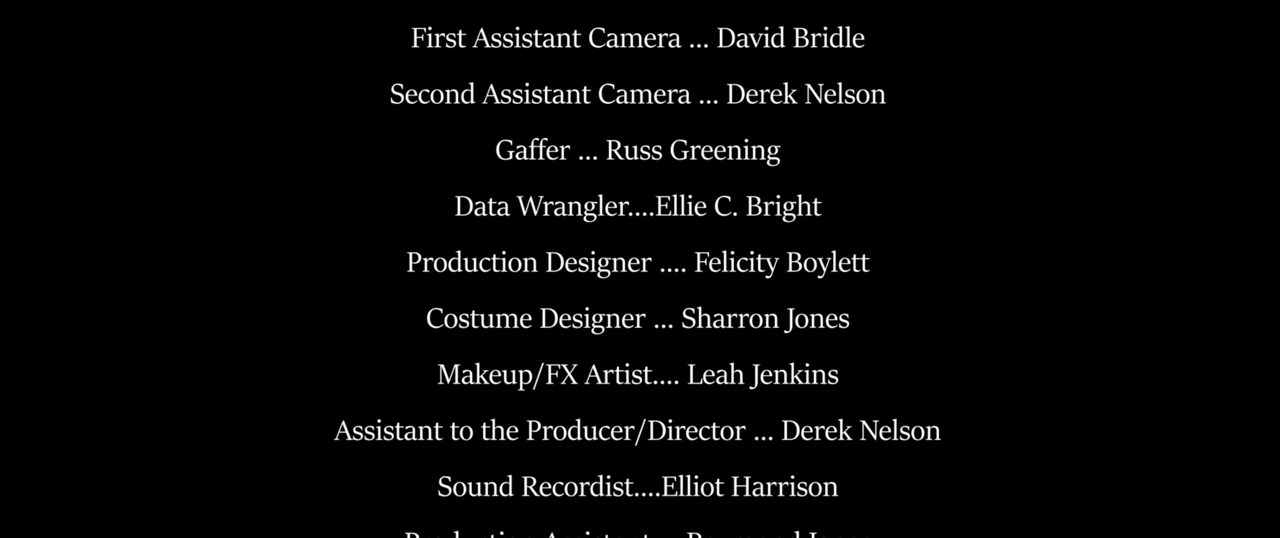 First Assistant Camera ... David Bridle
Second Assistant Camera ... Derek Nelson
Gaffer ... Russ Greening
Data Wrangler....Ellie C. Bright
Production Designer .... Felicity Boylett
Costume Designer ... Sharron Jones
Makeup/FX Artist.... Leah Jenkins
Assistant to the Producer/Director ... Derek Nelson
Sound Recordist....Elliot Harrison
Production Assistant